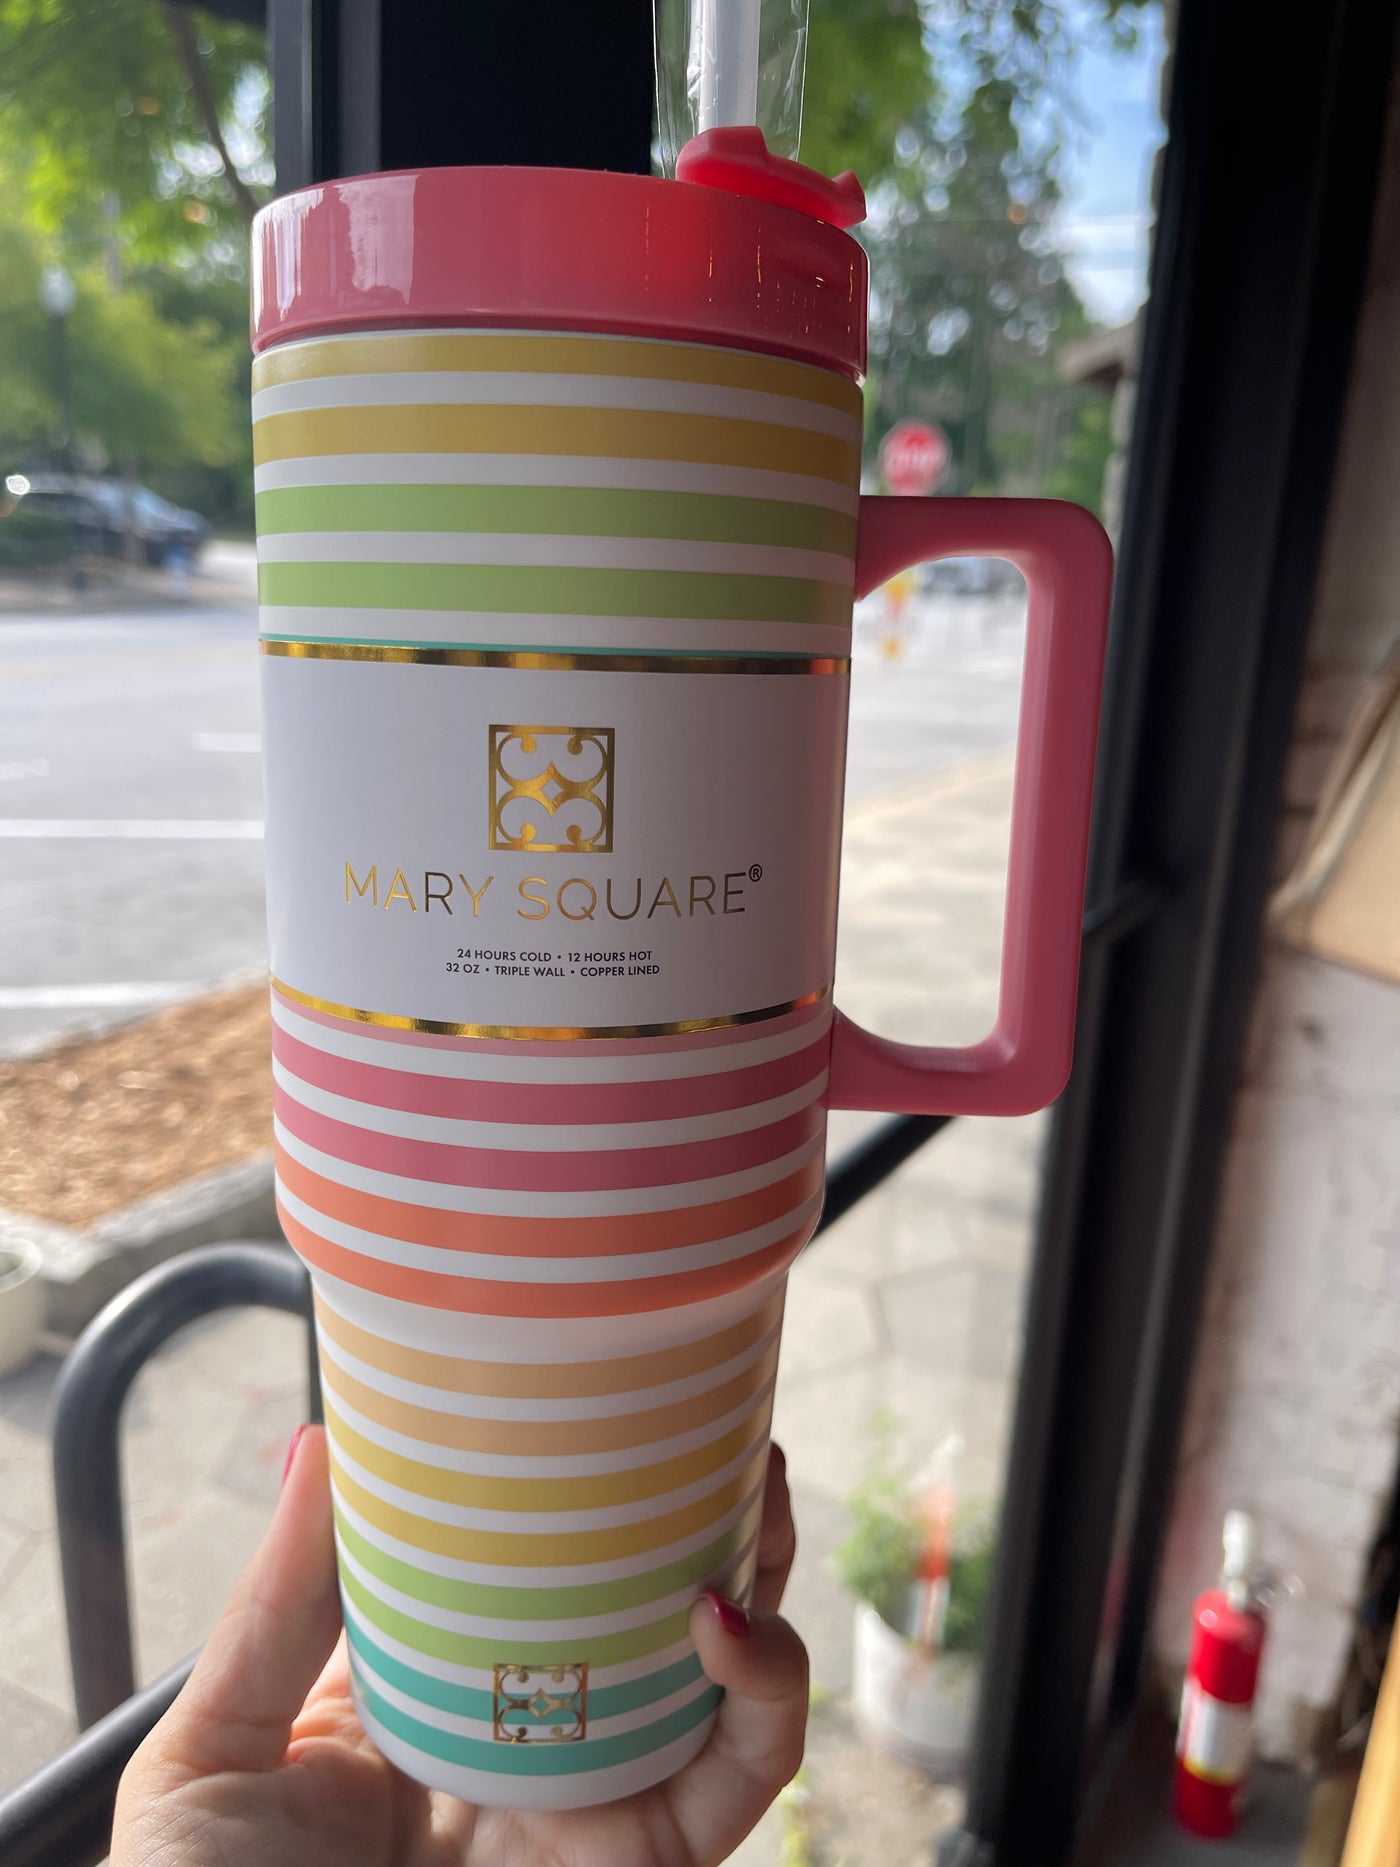 MARY SQUARE®
24 HOURS COLD • 12 HOURS HOT
32 OZ • TRIPLE WALL • COPPER LINED